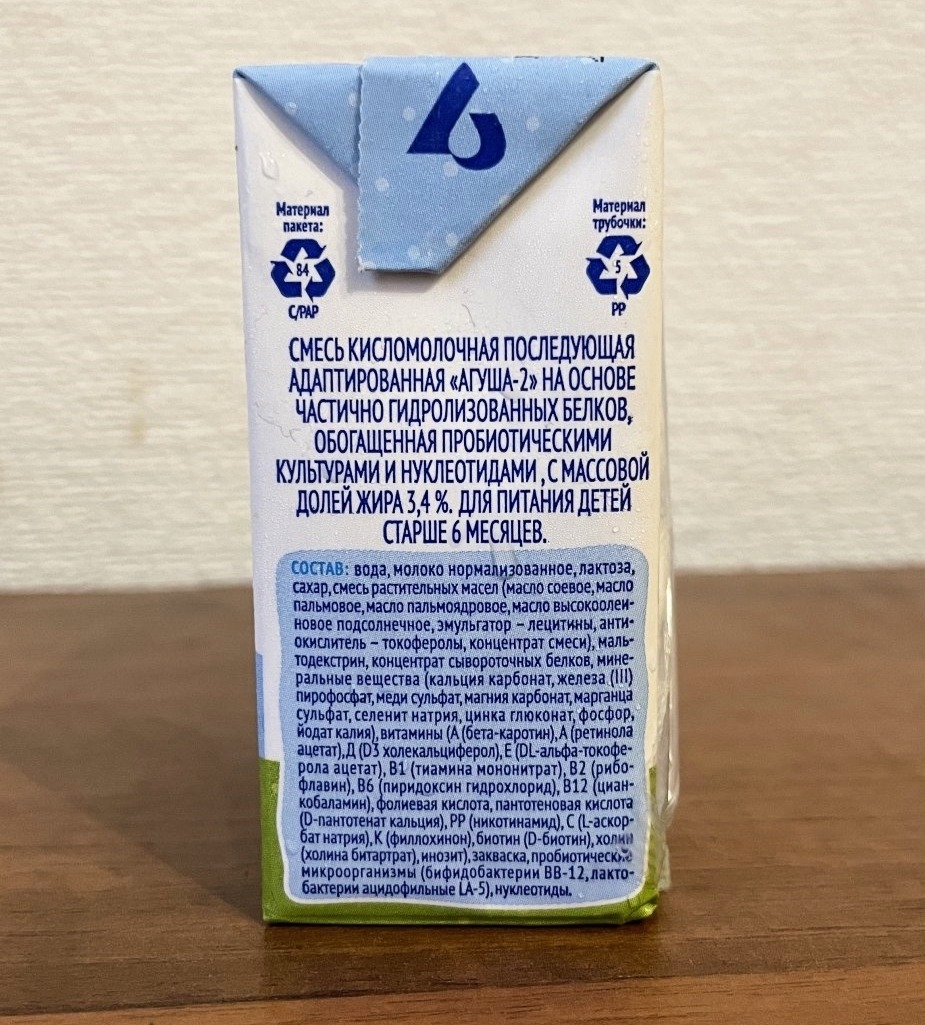 Материал
пакета:
84
C/PAP
Материал
трубочки:
5
PP
СМЕСЬ КИСЛОМОЛОЧНАЯ ПОСЛЕДУЮЩАЯ
АДАПТИРОВАННАЯ «АГУША-2» НА ОСНОВЕ
ЧАСТИЧНО ГИДРОЛИЗОВАННЫХ БЕЛКОВ,
ОБОГАЩЕННАЯ ПРОБИОТИЧЕСКИМИ
КУЛЬТУРАМИ И НУКЛЕОТИДАМИ , С МАССОВОЙ
ДОЛЕЙ ЖИРА 3,4 %. ДЛЯ ПИТАНИЯ ДЕТЕЙ
СТАРШЕ 6 МЕСЯЦЕВ.
СОСТАВ: вода, молоко нормализованное, лактоза,
сахар, смесь растительных масел (масло соевое, масло
пальмовое, масло пальмоядровое, масло высокоолеи-
новое подсолнечное, эмульгатор – лецитины, анти-
окислитель – токоферолы, концентрат смеси), маль-
тодекстрин, концентрат сывороточных белков, мине-
ральные вещества (кальция карбонат, железа (III)
пирофосфат, меди сульфат, магния карбонат, марганца
сульфат, селенит натрия, цинка глюконат, фосфор,
йодат калия), витамины (А (бета-каротин), А (ретинола
ацетат), Д (D3 холекальциферол), Е (DL-альфа-токофе-
рола ацетат), В1 (тиамина мононитрат), В2 (рибо-
флавин), В6 (пиридоксин гидрохлорид), В12 (циан-
кобаламин), фолиевая кислота, пантотеновая кислота
(D-пантотенат кальция), РР (никотинамид), С (L-аскор-
бат натрия), К (филлохинон), биотин (D-биотин), холин
(холина битартрат), инозит), закваска, пробиотические
микроорганизмы (бифидобактерии ВВ-12, лакто-
бактерии ацидофильные LA-5), нуклеотиды.